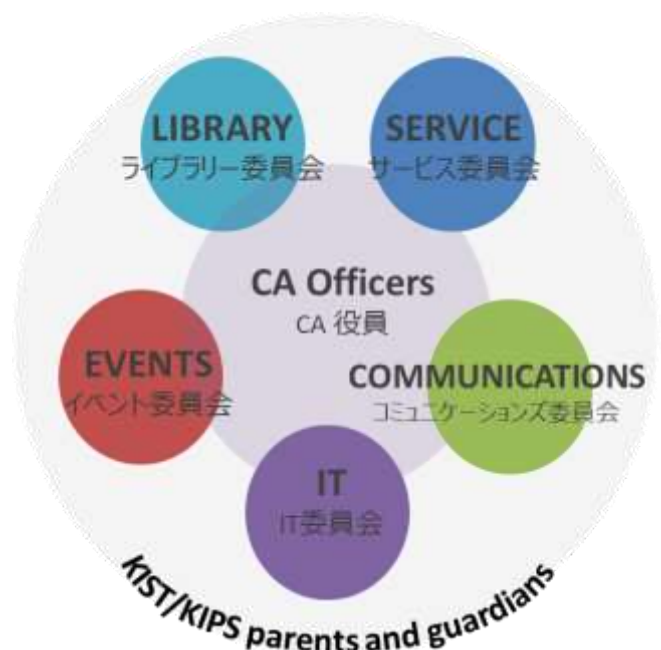 LIBRARY
ライブラリー委員会
SERVICE
サービス委員会
CA Officers
CA 役員
EVENTS
イベント委員会
COMMUNICATIONS
コミュニケーションズ委員会
IT
IT委員会
KIST/KIPS parents and guardians